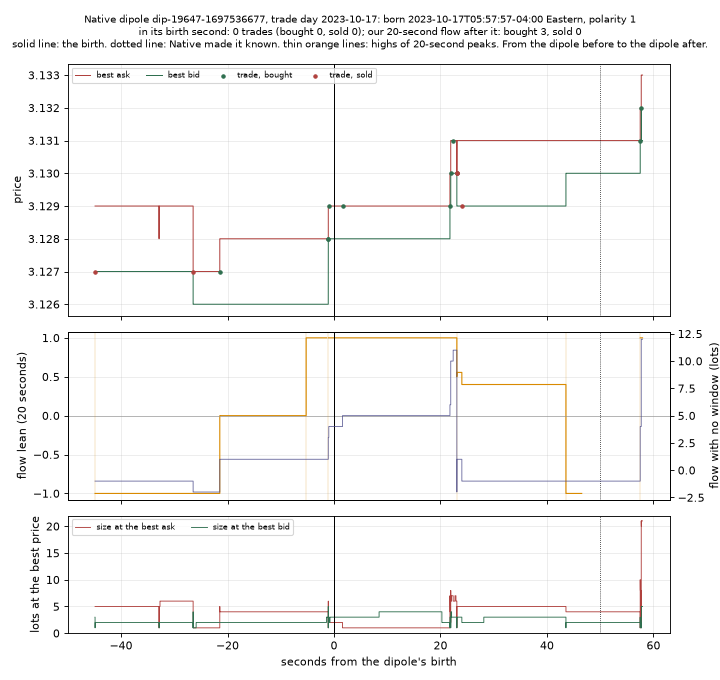 Native dipole dip-19647-1697536677, trade day 2023-10-17: born 2023-10-17T05:57:57-04:00 Eastern, polarity 1
in its birth second: 0 trades (bought 0, sold 0); our 20-second flow after it: bought 3, sold 0
solid line: the birth. dotted line: Native made it known. thin orange lines: highs of 20-second peaks. From the dipole before to the dipole after.
best ask best bid trade, bought trade, sold
3.133
3.132
3.131
3.130
3.129
3.128
3.127
3.126
price
1.0
0.5
0.0
−0.5
−1.0
flow lean (20 seconds)
12.5
10.0
7.5
5.0
2.5
0.0
−2.5
flow with no window (lots)
size at the best ask size at the best bid
20
15
10
5
0
lots at the best price
−40 −20 0 20 40 60
seconds from the dipole's birth